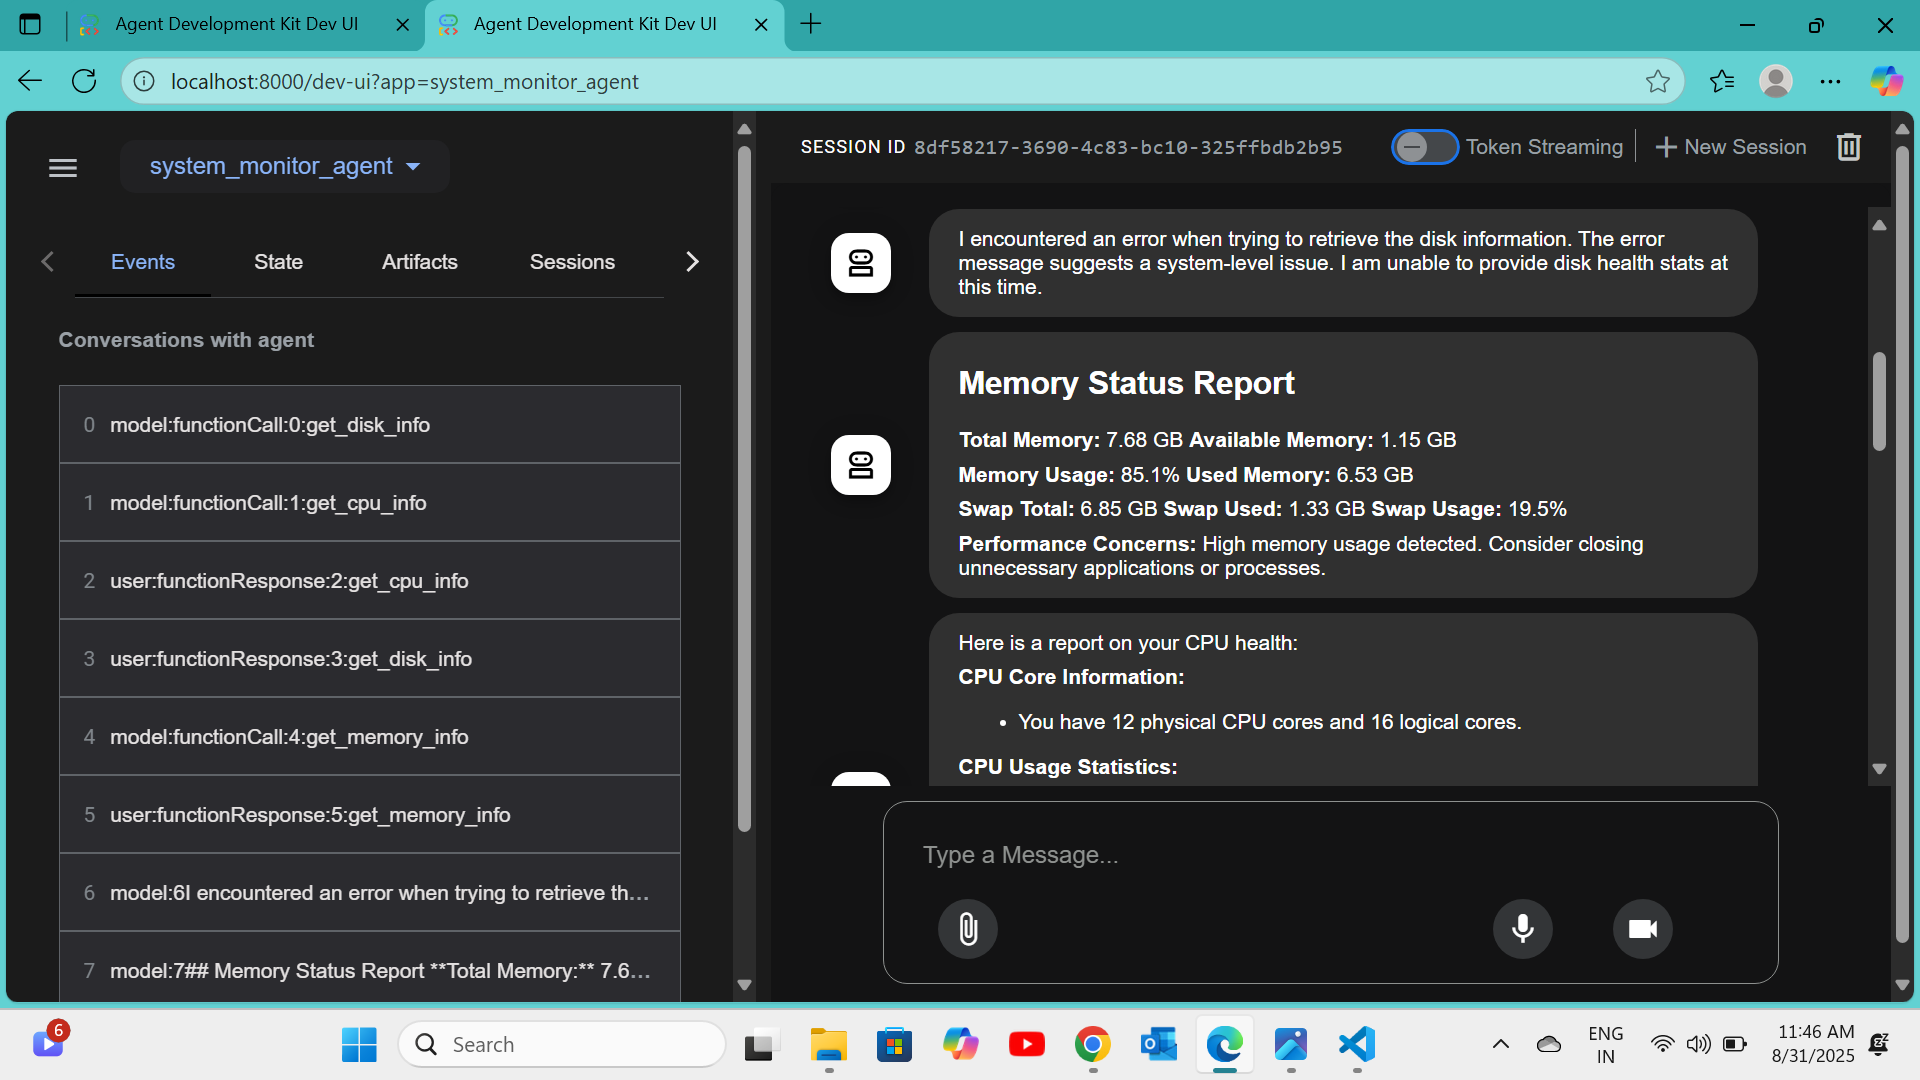 Agent Development Kit Dev UI
Agent Development Kit Dev UI
localhost:8000/dev-ui?app=system_monitor_agent
system_monitor_agent
SESSION ID 8df58217-3690-4c83-bc10-325ffbdb2b95
Token Streaming
New Session
Events
State
Artifacts
Sessions
Conversations with agent
0 model:functionCall:0:get_disk_info
1 model:functionCall:1:get_cpu_info
2 user:functionResponse:2:get_cpu_info
3 user:functionResponse:3:get_disk_info
4 model:functionCall:4:get_memory_info
5 user:functionResponse:5:get_memory_info
6 model:6I encountered an error when trying to retrieve th...
7 model:7## Memory Status Report **Total Memory:** 7.6...
I encountered an error when trying to retrieve the disk information. The error
message suggests a system-level issue. I am unable to provide disk health stats at
this time.
Memory Status Report
Total Memory: 7.68 GB Available Memory: 1.15 GB
Memory Usage: 85.1% Used Memory: 6.53 GB
Swap Total: 6.85 GB Swap Used: 1.33 GB Swap Usage: 19.5%
Performance Concerns: High memory usage detected. Consider closing
unnecessary applications or processes.
Here is a report on your CPU health:
CPU Core Information:
• You have 12 physical CPU cores and 16 logical cores.
CPU Usage Statistics:
Type a Message...
6
Search
ENG
IN
11:46 AM
8/31/2025